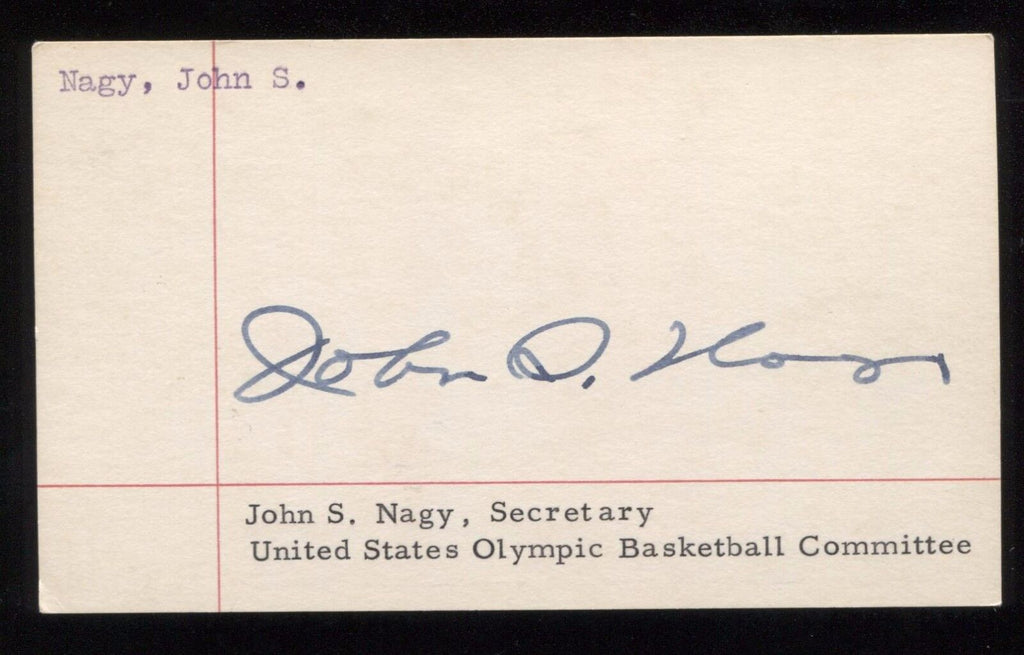 Nagy, John S.
John S. Nagy
John S. Nagy, Secretary
United States Olympic Basketball Committee